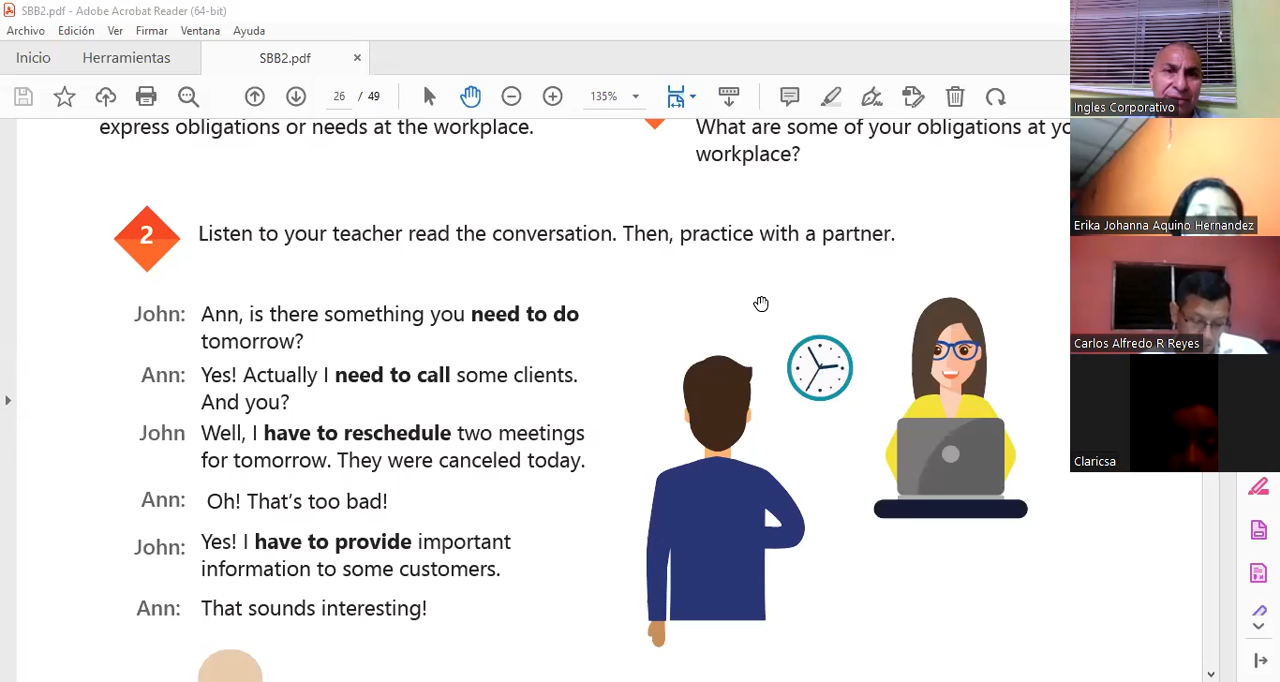 SBB2.pdf - Adobe Acrobat Reader (64-bit)
Archivo Edición Ver Firmar Ventana Ayuda
Inicio Herramientas SBB2.pdf ×
26 / 49 135%
express obligations or needs at the workplace.
What are some of your obligations at yo
workplace?
2 Listen to your teacher read the conversation. Then, practice with a partner.
John: Ann, is there something you need to do
tomorrow?
Ann: Yes! Actually I need to call some clients.
And you?
John Well, I have to reschedule two meetings
for tomorrow. They were canceled today.
Ann: Oh! That's too bad!
John: Yes! I have to provide important
information to some customers.
Ann: That sounds interesting!
Ingles Corporativo
Erika Johanna Aquino Hernandez
Carlos Alfredo R Reyes
Claricsa